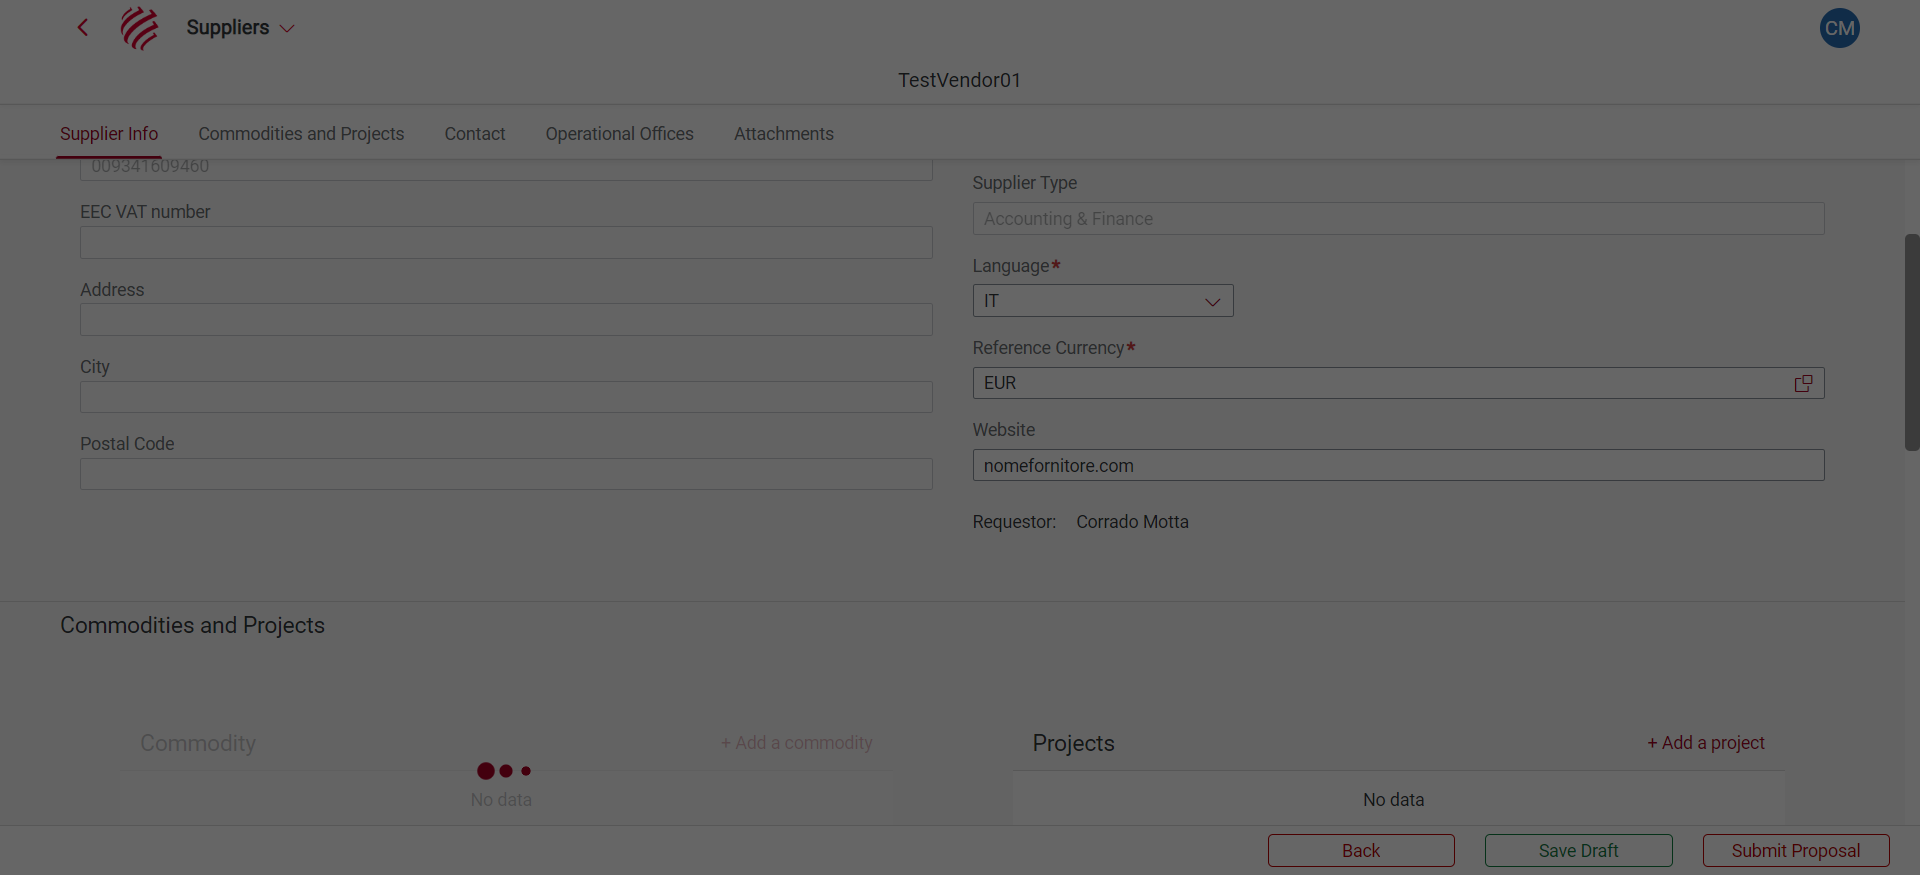 Suppliers
CM
TestVendor01
Supplier Info
Commodities and Projects
Contact
Operational Offices
Attachments
009341609460
EEC VAT number
Address
City
Postal Code
Supplier Type
Accounting & Finance
Language*
IT
Reference Currency*
EUR
Website
nomefornitore.com
Requestor: Corrado Motta
Commodities and Projects
Commodity
+ Add a commodity
No data
Projects
+ Add a project
No data
Back
Save Draft
Submit Proposal